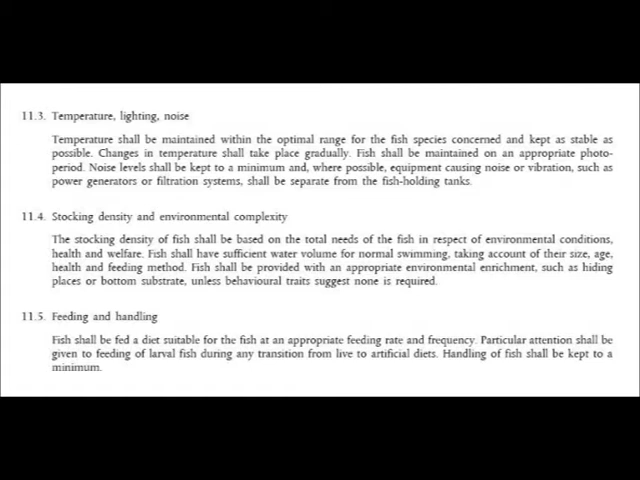 11.3. Temperature, lighting, noise
Temperature shall be maintained within the optimal range for the fish species concerned and kept as stable as
possible. Changes in temperature shall take place gradually. Fish shall be maintained on an appropriate photo-
period. Noise levels shall be kept to a minimum and, where possible, equipment causing noise or vibration, such as
power generators or filtration systems, shall be separate from the fish-holding tanks.
11.4. Stocking density and environmental complexity
The stocking density of fish shall be based on the total needs of the fish in respect of environmental conditions,
health and welfare. Fish shall have sufficient water volume for normal swimming, taking account of their size, age,
health and feeding method. Fish shall be provided with an appropriate environmental enrichment, such as hiding
places or bottom substrate, unless behavioural traits suggest none is required.
11.5. Feeding and handling
Fish shall be fed a diet suitable for the fish at an appropriate feeding rate and frequency. Particular attention shall be
given to feeding of larval fish during any transition from live to artificial diets. Handling of fish shall be kept to a
minimum.